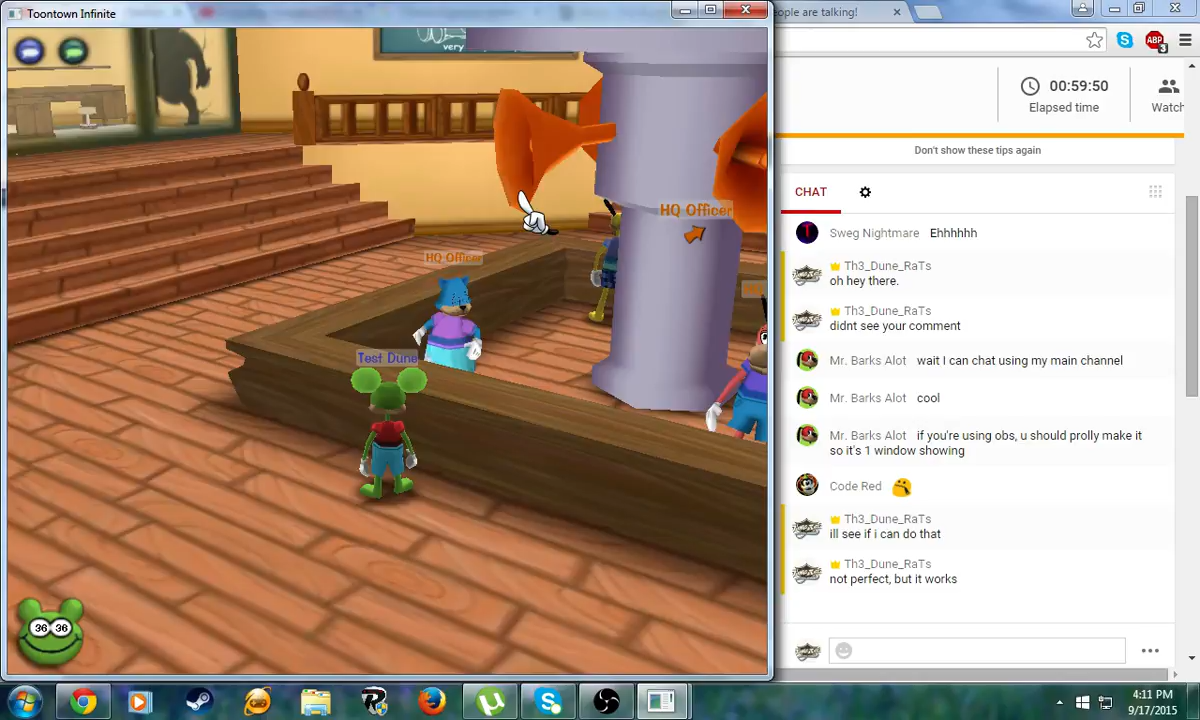 Toontown Infinite
eople are talking!
very
HQ Officer
HQ Officer
Test Dune
36 36
ABP
3
00:59:50
Elapsed time
Watch
Don't show these tips again
CHAT
Sweg Nightmare Ehhhhhh
Th3_Dune_RaTs
oh hey there.
Th3_Dune_RaTs
didnt see your comment
Mr. Barks Alot wait I can chat using my main channel
Mr. Barks Alot cool
Mr. Barks Alot if you're using obs, u should prolly make it
so it's 1 window showing
Code Red
Th3_Dune_RaTs
ill see if i can do that
Th3_Dune_RaTs
not perfect, but it works
4:11 PM
9/17/2015